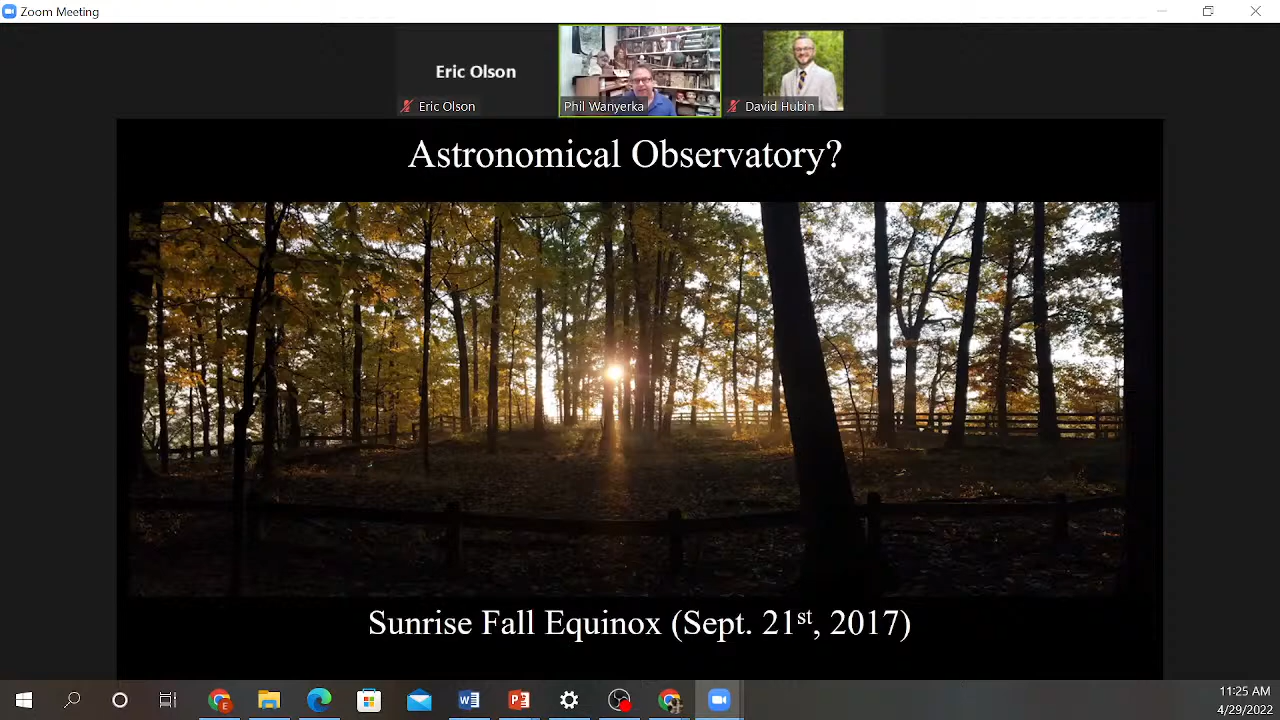 Zoom Meeting
Eric Olson
Eric Olson
Phil Wanyerka
David Hubin
Astronomical Observatory?
Sunrise Fall Equinox (Sept. 21st, 2017)
11:25 AM
4/29/2022